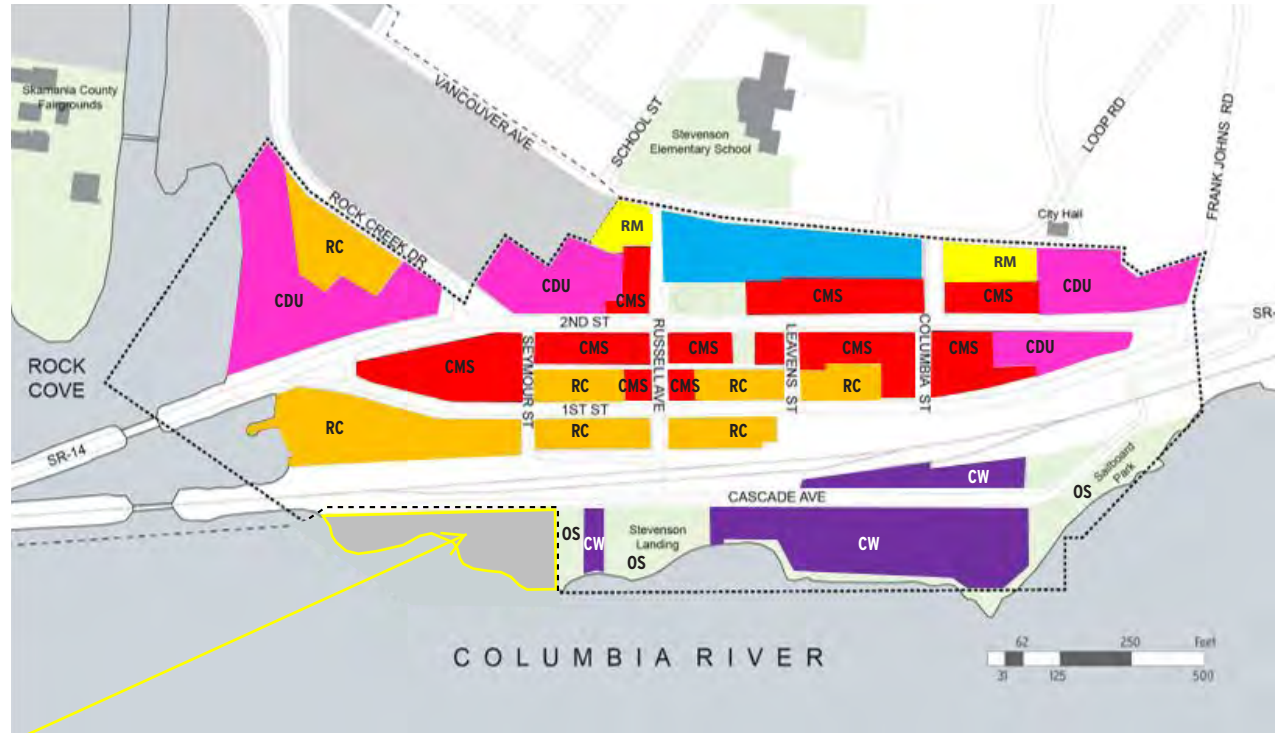 Skamania County
Fairgrounds
VANCOUVER AVE
SCHOOL ST
Stevenson
Elementary School
LOOP RD
FRANK JOHNS RD
City Hall
ROCK CREEK DR
RM
RC
RM
CDU
CDU
CMS
CMS
CMS
CDU
2ND ST
SR-
ROCK
COVE
SEYMOUR ST
RUSSELL AVE
LEAVENS ST
COLUMBIA ST
CMS
CMS
CMS
CMS
CMS
CDU
RC
CMS
CMS
RC
RC
1ST ST
RC
RC
RC
SR-14
Sailboard
Park
CW
OS
CASCADE AVE
OS
CW
Stevenson
Landing
OS
CW
COLUMBIA RIVER
62 250 Feet
31 125 500